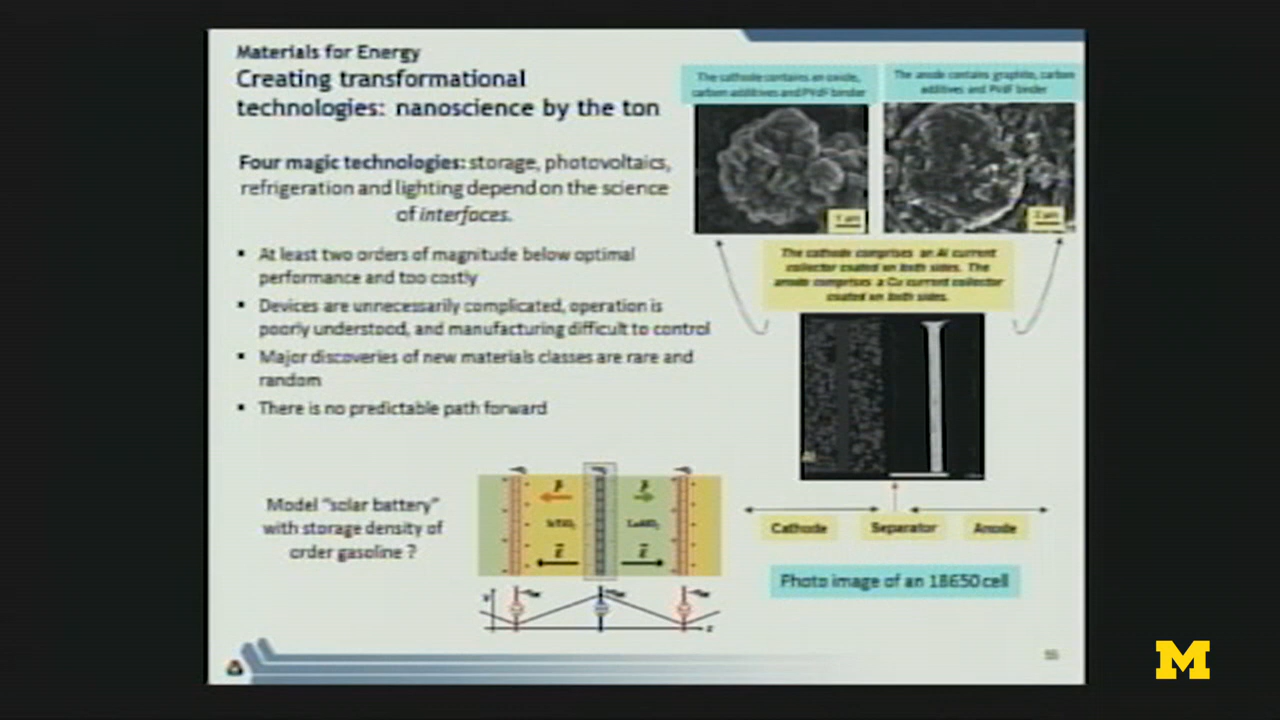 Materials for Energy
Creating transformational
technologies: nanoscience by the ton
Four magic technologies: storage, photovoltaics,
refrigeration and lighting depend on the science
of interfaces.
At least two orders of magnitude below optimal
performance and too costly
Devices are unnecessarily complicated, operation is
poorly understood, and manufacturing difficult to control
Major discoveries of new materials classes are rare and
random
There is no predictable path forward
Model "solar battery"
with storage density of
order gasoline ?
The cathode contains an oxide,
carbon additives and PVdF binder
The anode contains graphite, carbon
additives and PVdF binder
The cathode comprises an Al current
collector coated on both sides. The
anode comprises a Cu current collector
coated on both sides.
Cathode
Separator
Anode
Photo image of an 18650 cell
M